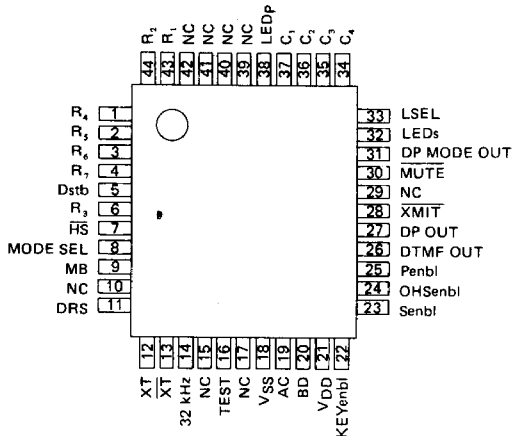 R₂ R₁ NC NC NC NC LEDP C₁ C₂ C₃ C₄
44 43 42 41 40 39 38 37 36 35 34
R₄ 1
R₅ 2
R₆ 3
R₇ 4
Dstb 5
R₃ 6
H̅S̅ 7
MODE SEL 8
MB 9
NC 10
DRS 11
33 LSEL
32 LEDs
31 DP MODE OUT
30 M̅U̅T̅E̅
29 NC
28 X̅M̅I̅T̅
27 DP OUT
26 DTMF OUT
25 Penbl
24 OHSenbl
23 Senbl
12 13 14 15 16 17 18 19 20 21 22
XT X̅T̅ 32 kHz NC TEST NC VSS AC BD VDD KEYenbl